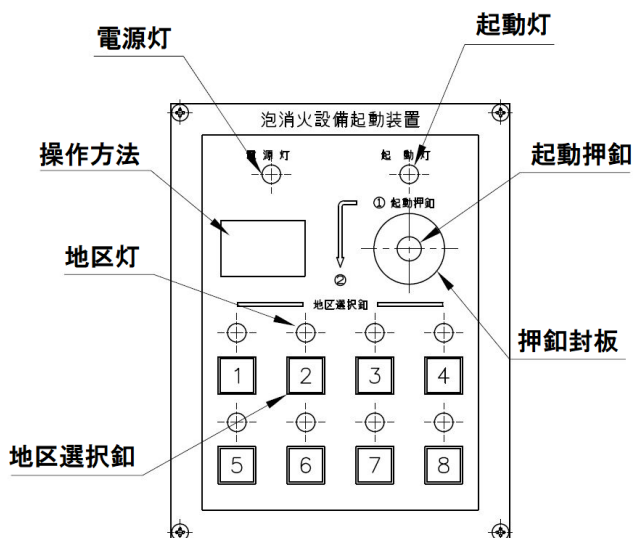 電源灯
起動灯
泡消火設備起動装置
操作方法
電源灯
起動灯
起動押釦
① 起動押釦
地区灯
②
地区選択釦
押釦封板
1 2 3 4
地区選択釦
5 6 7 8